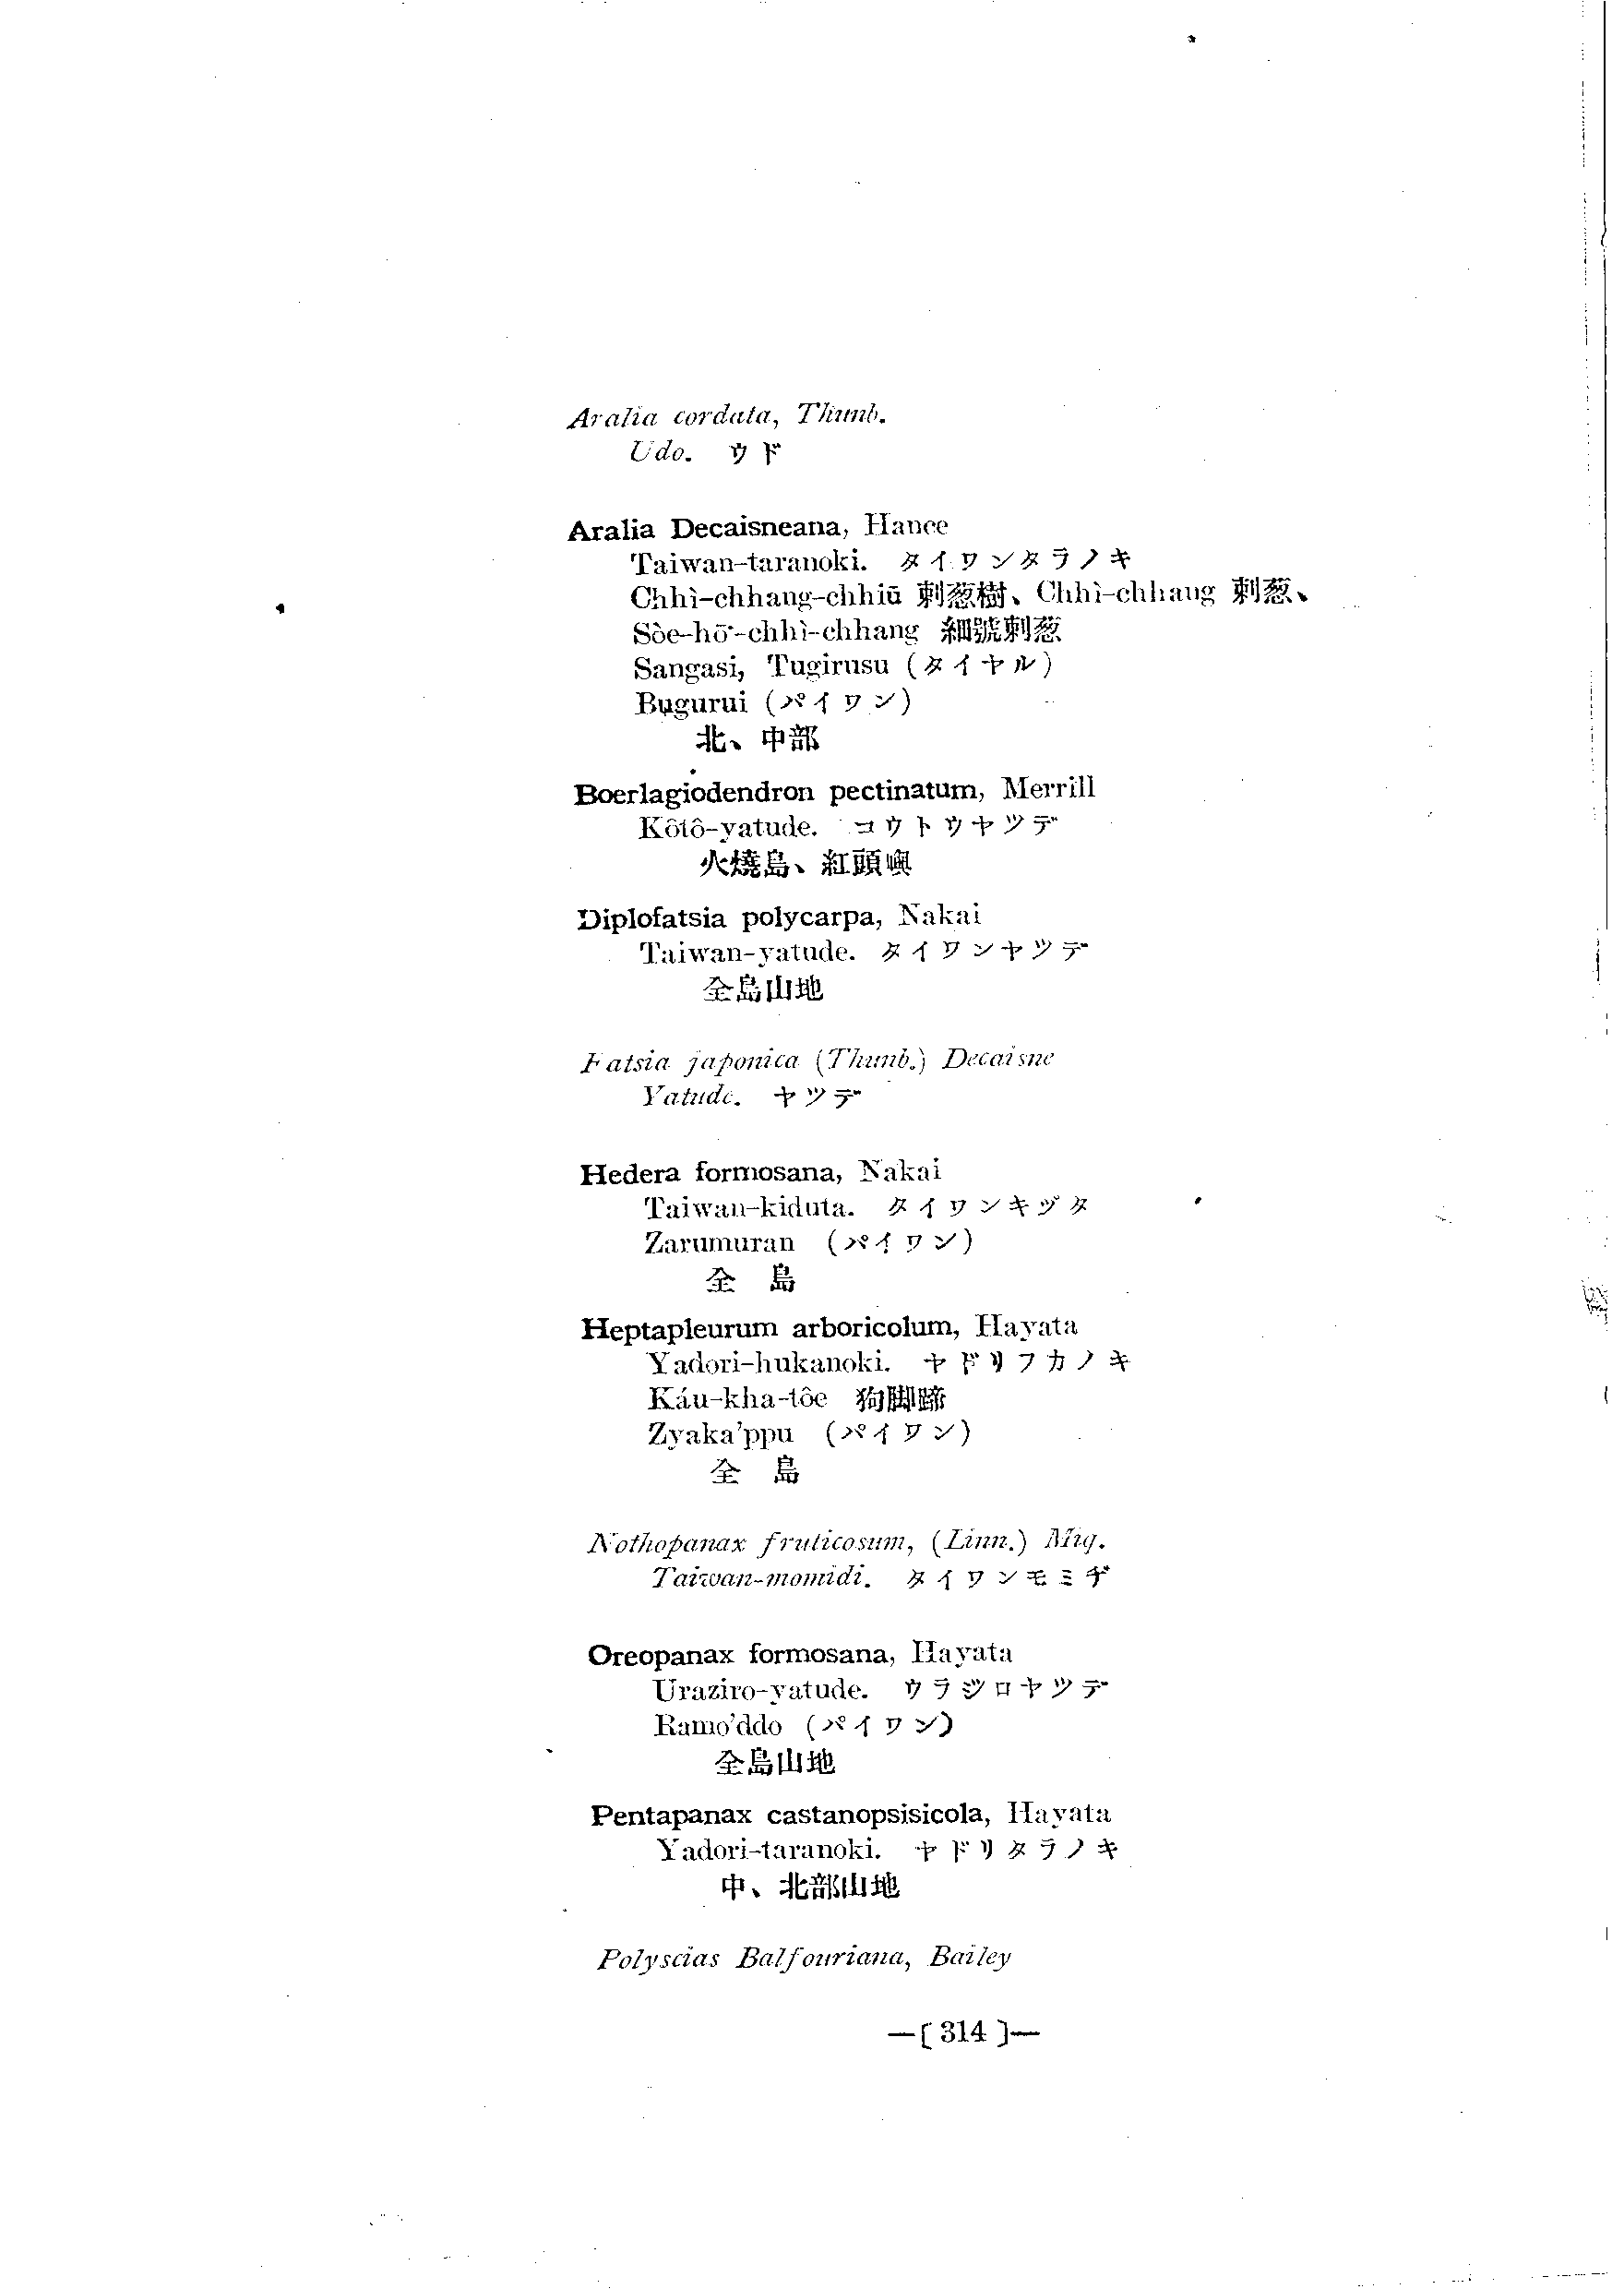 Aralia cordata, Thunb.
Udo. ウド
Aralia Decaisneana, Hance
Taiwan-taranoki. タイワンタラノキ
Chhì-chhang-chhiū 刺葱樹、Chhì-chhang 刺葱、
Sòe-hō-chhì-chhang 細號刺葱
Sangasi, Tugirusu (タイヤル)
Bugurui (パイワン)
北、中部
Boerlagiodendron pectinatum, Merrill
Kôtô-yatude. コウトウヤツデ
火燒島、紅頭嶼
Diplofatsia polycarpa, Nakai
Taiwan-yatude. タイワンヤツデ
全島山地
Fatsia japonica (Thunb.) Decaisne
Yatude. ヤツデ
Hedera formosana, Nakai
Taiwan-kiduta. タイワンキヅタ
Zarumuran (パイワン)
全 島
Heptapleurum arboricolum, Hayata
Yadori-hukanoki. ヤドリフカノキ
Káu-kha-tôe 狗脚蹄
Zyaka'ppu (パイワン)
全 島
Nothopanax fruticosum, (Linn.) Miq.
Taiwan-momidi. タイワンモミヂ
Oreopanax formosana, Hayata
Uraziro-yatude. ウラジロヤツデ
Ramo'ddo (パイワン)
全島山地
Pentapanax castanopsisicola, Hayata
Yadori-taranoki. ヤドリタラノキ
中、北部山地
Polyscias Balfouriana, Bailey
—[ 314 ]—